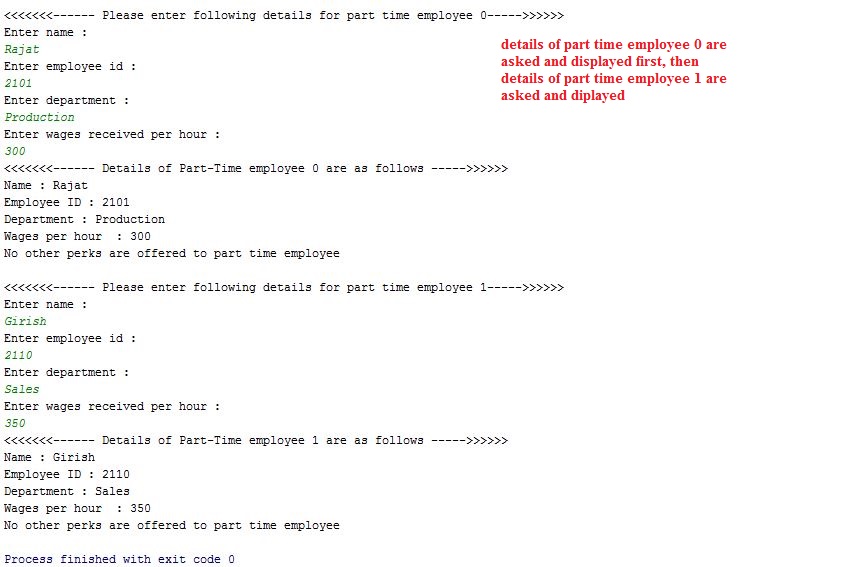 <<<<<<<------ Please enter following details for part time employee 0----->>>>>>
Enter name :
Rajat
Enter employee id :
2101
Enter department :
Production
Enter wages received per hour :
300
<<<<<<<------ Details of Part-Time employee 0 are as follows ----->>>>>>
Name : Rajat
Employee ID : 2101
Department : Production
Wages per hour  : 300
No other perks are offered to part time employee
details of part time employee 0 are
asked and displayed first, then
details of part time employee 1 are
asked and diplayed
<<<<<<<------ Please enter following details for part time employee 1----->>>>>>
Enter name :
Girish
Enter employee id :
2110
Enter department :
Sales
Enter wages received per hour :
350
<<<<<<<------ Details of Part-Time employee 1 are as follows ----->>>>>>
Name : Girish
Employee ID : 2110
Department : Sales
Wages per hour  : 350
No other perks are offered to part time employee
Process finished with exit code 0